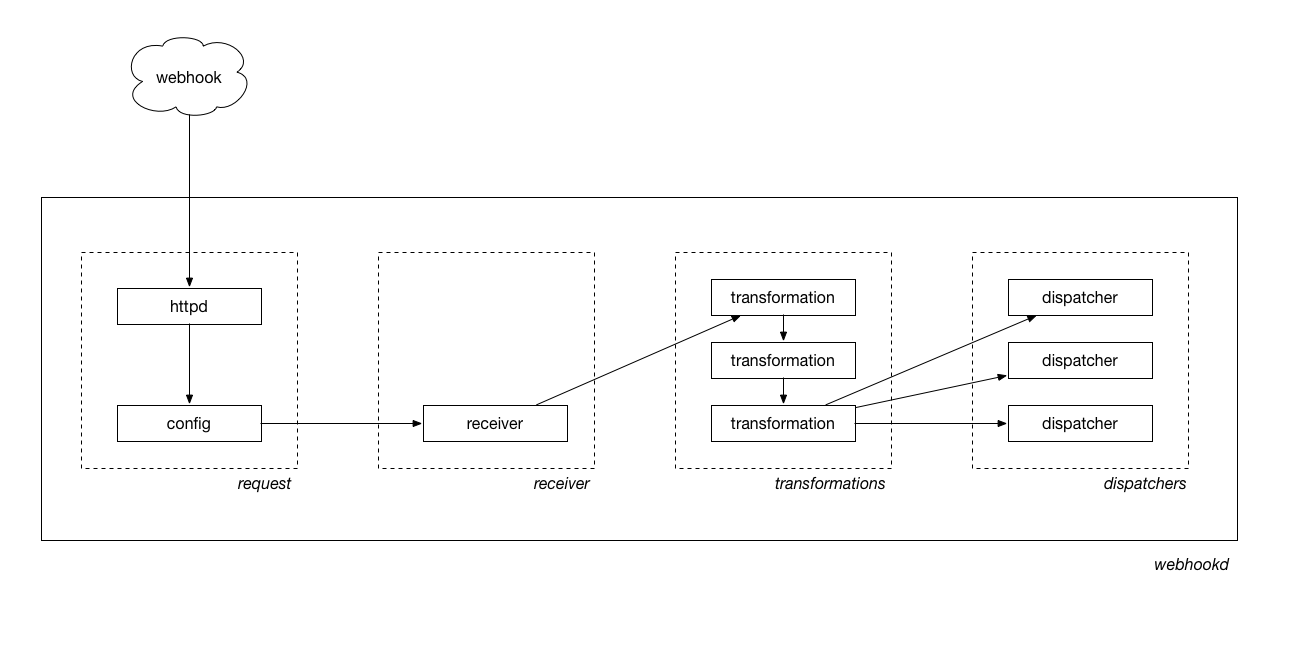 webhook
httpd
config
request
receiver
receiver
transformation
transformation
transformation
transformations
dispatcher
dispatcher
dispatcher
dispatchers
webhookd